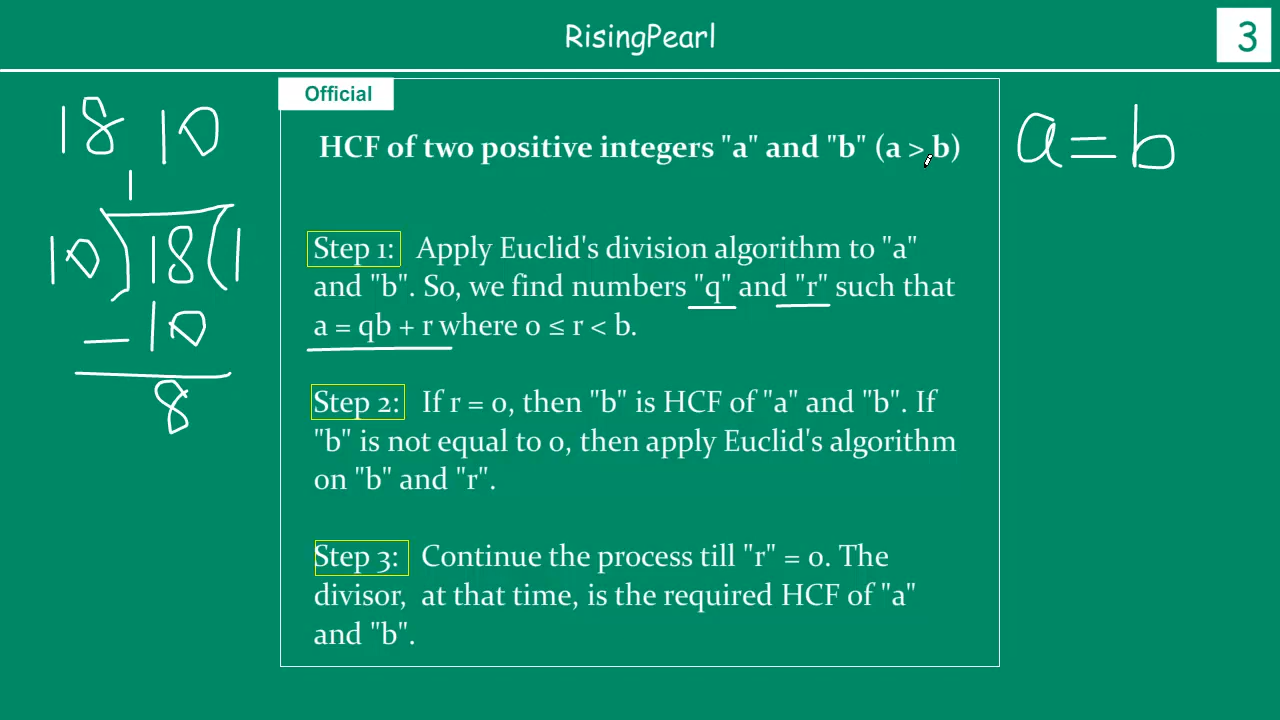 RisingPearl
3
Official
HCF of two positive integers "a" and "b" (a > b)
Step 1: Apply Euclid's division algorithm to "a"
and "b". So, we find numbers "q" and "r" such that
a = qb + r where 0 ≤ r < b.
Step 2: If r = 0, then "b" is HCF of "a" and "b". If
"b" is not equal to 0, then apply Euclid's algorithm
on "b" and "r".
Step 3: Continue the process till "r" = 0. The
divisor, at that time, is the required HCF of "a"
and "b".
18 10
1
10)18(1
-10
8
a=b